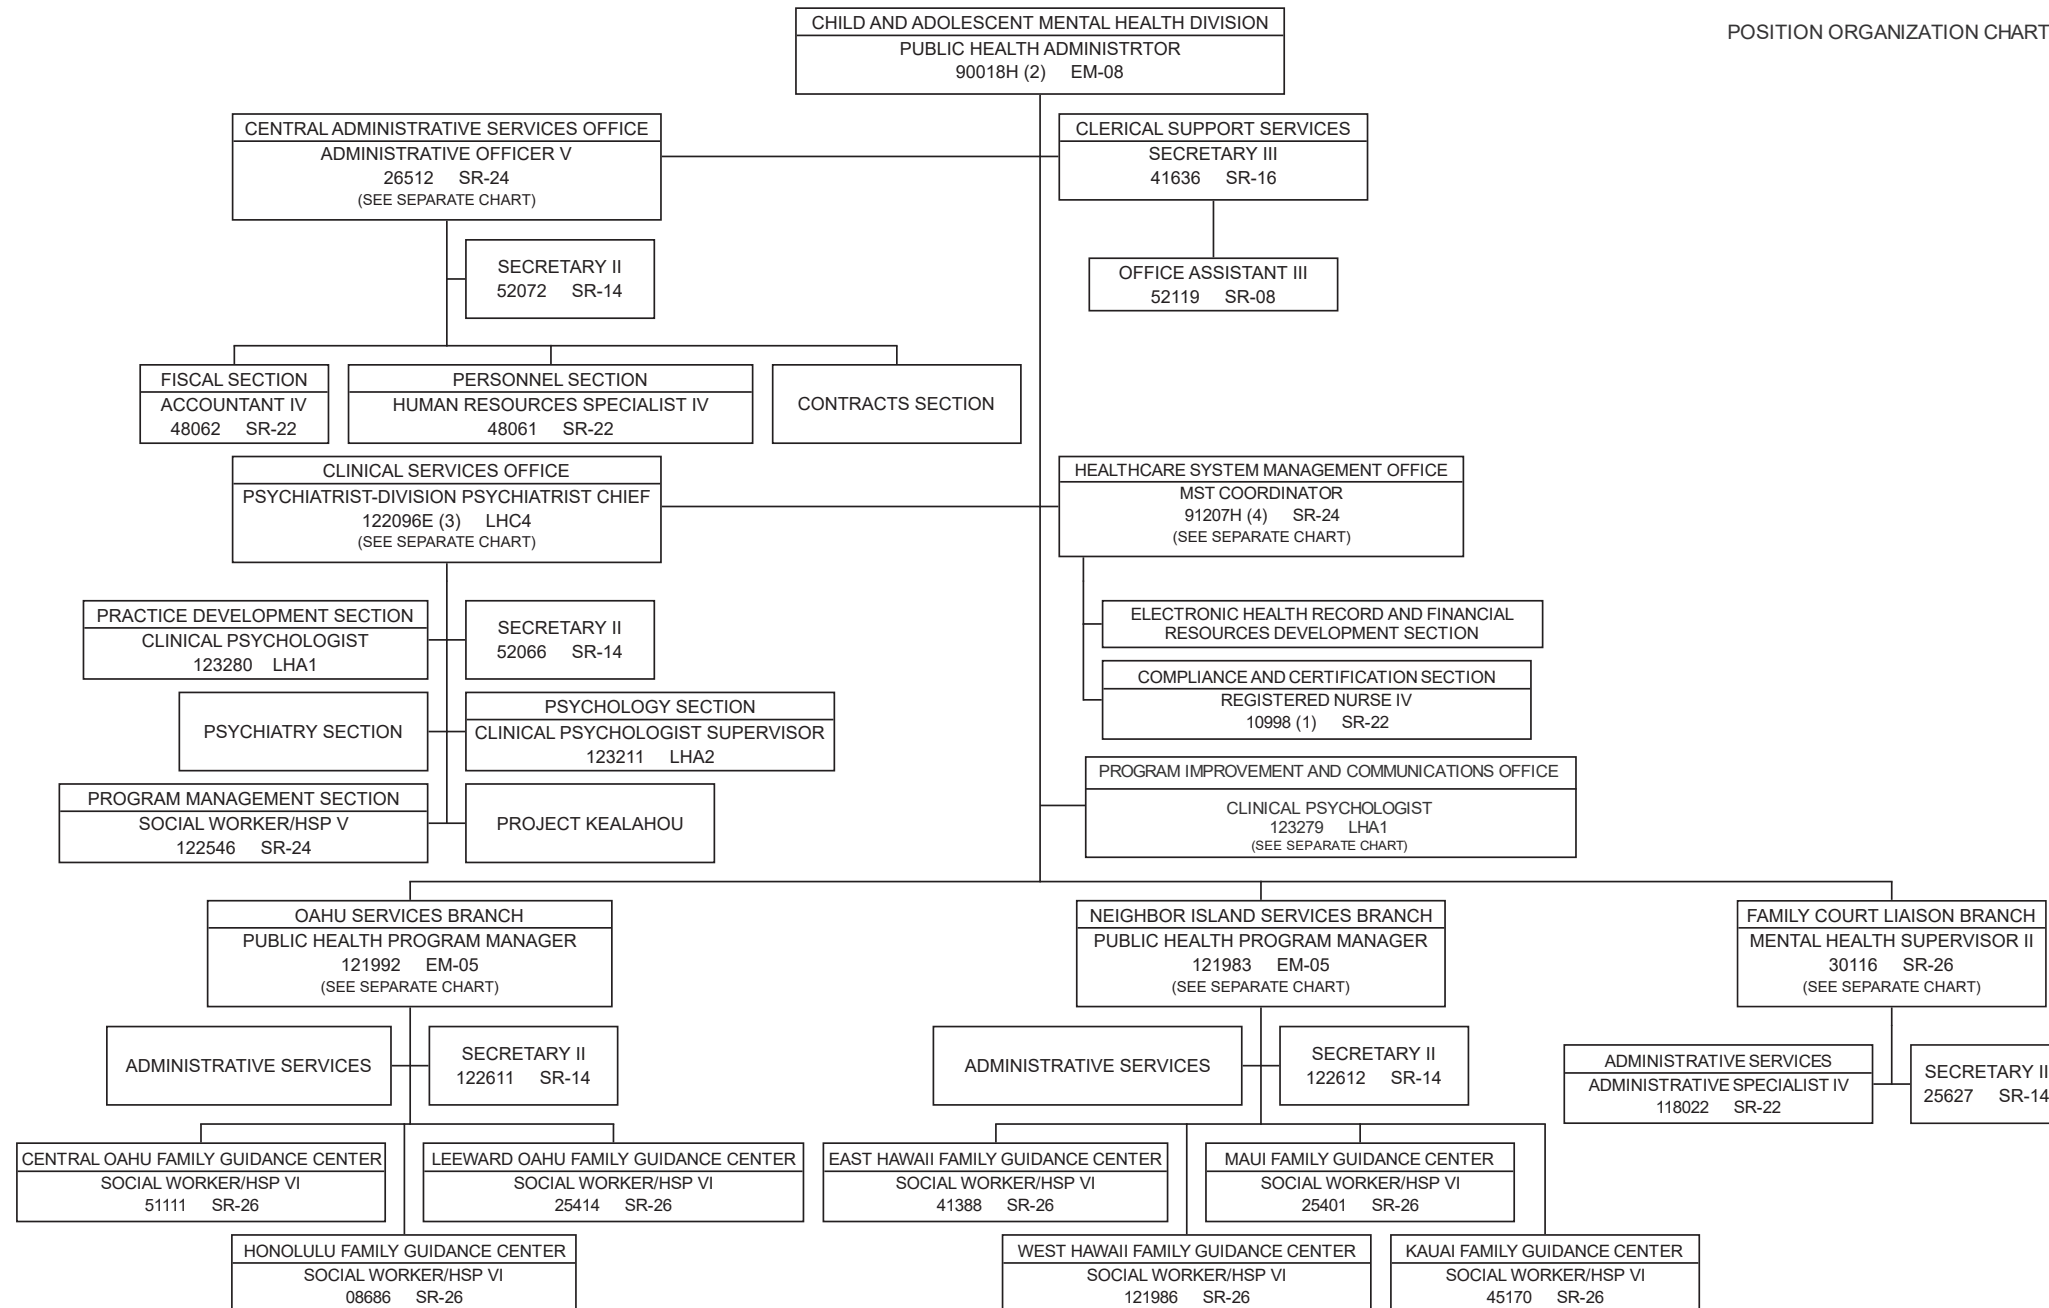 POSITION ORGANIZATION CHART
CHILD AND ADOLESCENT MENTAL HEALTH DIVISION
PUBLIC HEALTH ADMINISTRTOR
90018H (2) EM-08
CENTRAL ADMINISTRATIVE SERVICES OFFICE
ADMINISTRATIVE OFFICER V
26512 SR-24
(SEE SEPARATE CHART)
CLERICAL SUPPORT SERVICES
SECRETARY III
41636 SR-16
SECRETARY II
52072 SR-14
OFFICE ASSISTANT III
52119 SR-08
FISCAL SECTION
ACCOUNTANT IV
48062 SR-22
PERSONNEL SECTION
HUMAN RESOURCES SPECIALIST IV
48061 SR-22
CONTRACTS SECTION
CLINICAL SERVICES OFFICE
PSYCHIATRIST-DIVISION PSYCHIATRIST CHIEF
122096E (3) LHC4
(SEE SEPARATE CHART)
HEALTHCARE SYSTEM MANAGEMENT OFFICE
MST COORDINATOR
91207H (4) SR-24
(SEE SEPARATE CHART)
PRACTICE DEVELOPMENT SECTION
CLINICAL PSYCHOLOGIST
123280 LHA1
SECRETARY II
52066 SR-14
ELECTRONIC HEALTH RECORD AND FINANCIAL
RESOURCES DEVELOPMENT SECTION
COMPLIANCE AND CERTIFICATION SECTION
REGISTERED NURSE IV
10998 (1) SR-22
PSYCHIATRY SECTION
PSYCHOLOGY SECTION
CLINICAL PSYCHOLOGIST SUPERVISOR
123211 LHA2
PROGRAM IMPROVEMENT AND COMMUNICATIONS OFFICE
CLINICAL PSYCHOLOGIST
123279 LHA1
(SEE SEPARATE CHART)
PROGRAM MANAGEMENT SECTION
SOCIAL WORKER/HSP V
122546 SR-24
PROJECT KEALAHOU
OAHU SERVICES BRANCH
PUBLIC HEALTH PROGRAM MANAGER
121992 EM-05
(SEE SEPARATE CHART)
NEIGHBOR ISLAND SERVICES BRANCH
PUBLIC HEALTH PROGRAM MANAGER
121983 EM-05
(SEE SEPARATE CHART)
FAMILY COURT LIAISON BRANCH
MENTAL HEALTH SUPERVISOR II
30116 SR-26
(SEE SEPARATE CHART)
ADMINISTRATIVE SERVICES
SECRETARY II
122611 SR-14
ADMINISTRATIVE SERVICES
SECRETARY II
122612 SR-14
ADMINISTRATIVE SERVICES
ADMINISTRATIVE SPECIALIST IV
118022 SR-22
SECRETARY II
25627 SR-14
CENTRAL OAHU FAMILY GUIDANCE CENTER
SOCIAL WORKER/HSP VI
51111 SR-26
LEEWARD OAHU FAMILY GUIDANCE CENTER
SOCIAL WORKER/HSP VI
25414 SR-26
EAST HAWAII FAMILY GUIDANCE CENTER
SOCIAL WORKER/HSP VI
41388 SR-26
MAUI FAMILY GUIDANCE CENTER
SOCIAL WORKER/HSP VI
25401 SR-26
HONOLULU FAMILY GUIDANCE CENTER
SOCIAL WORKER/HSP VI
08686 SR-26
WEST HAWAII FAMILY GUIDANCE CENTER
SOCIAL WORKER/HSP VI
121986 SR-26
KAUAI FAMILY GUIDANCE CENTER
SOCIAL WORKER/HSP VI
45170 SR-26